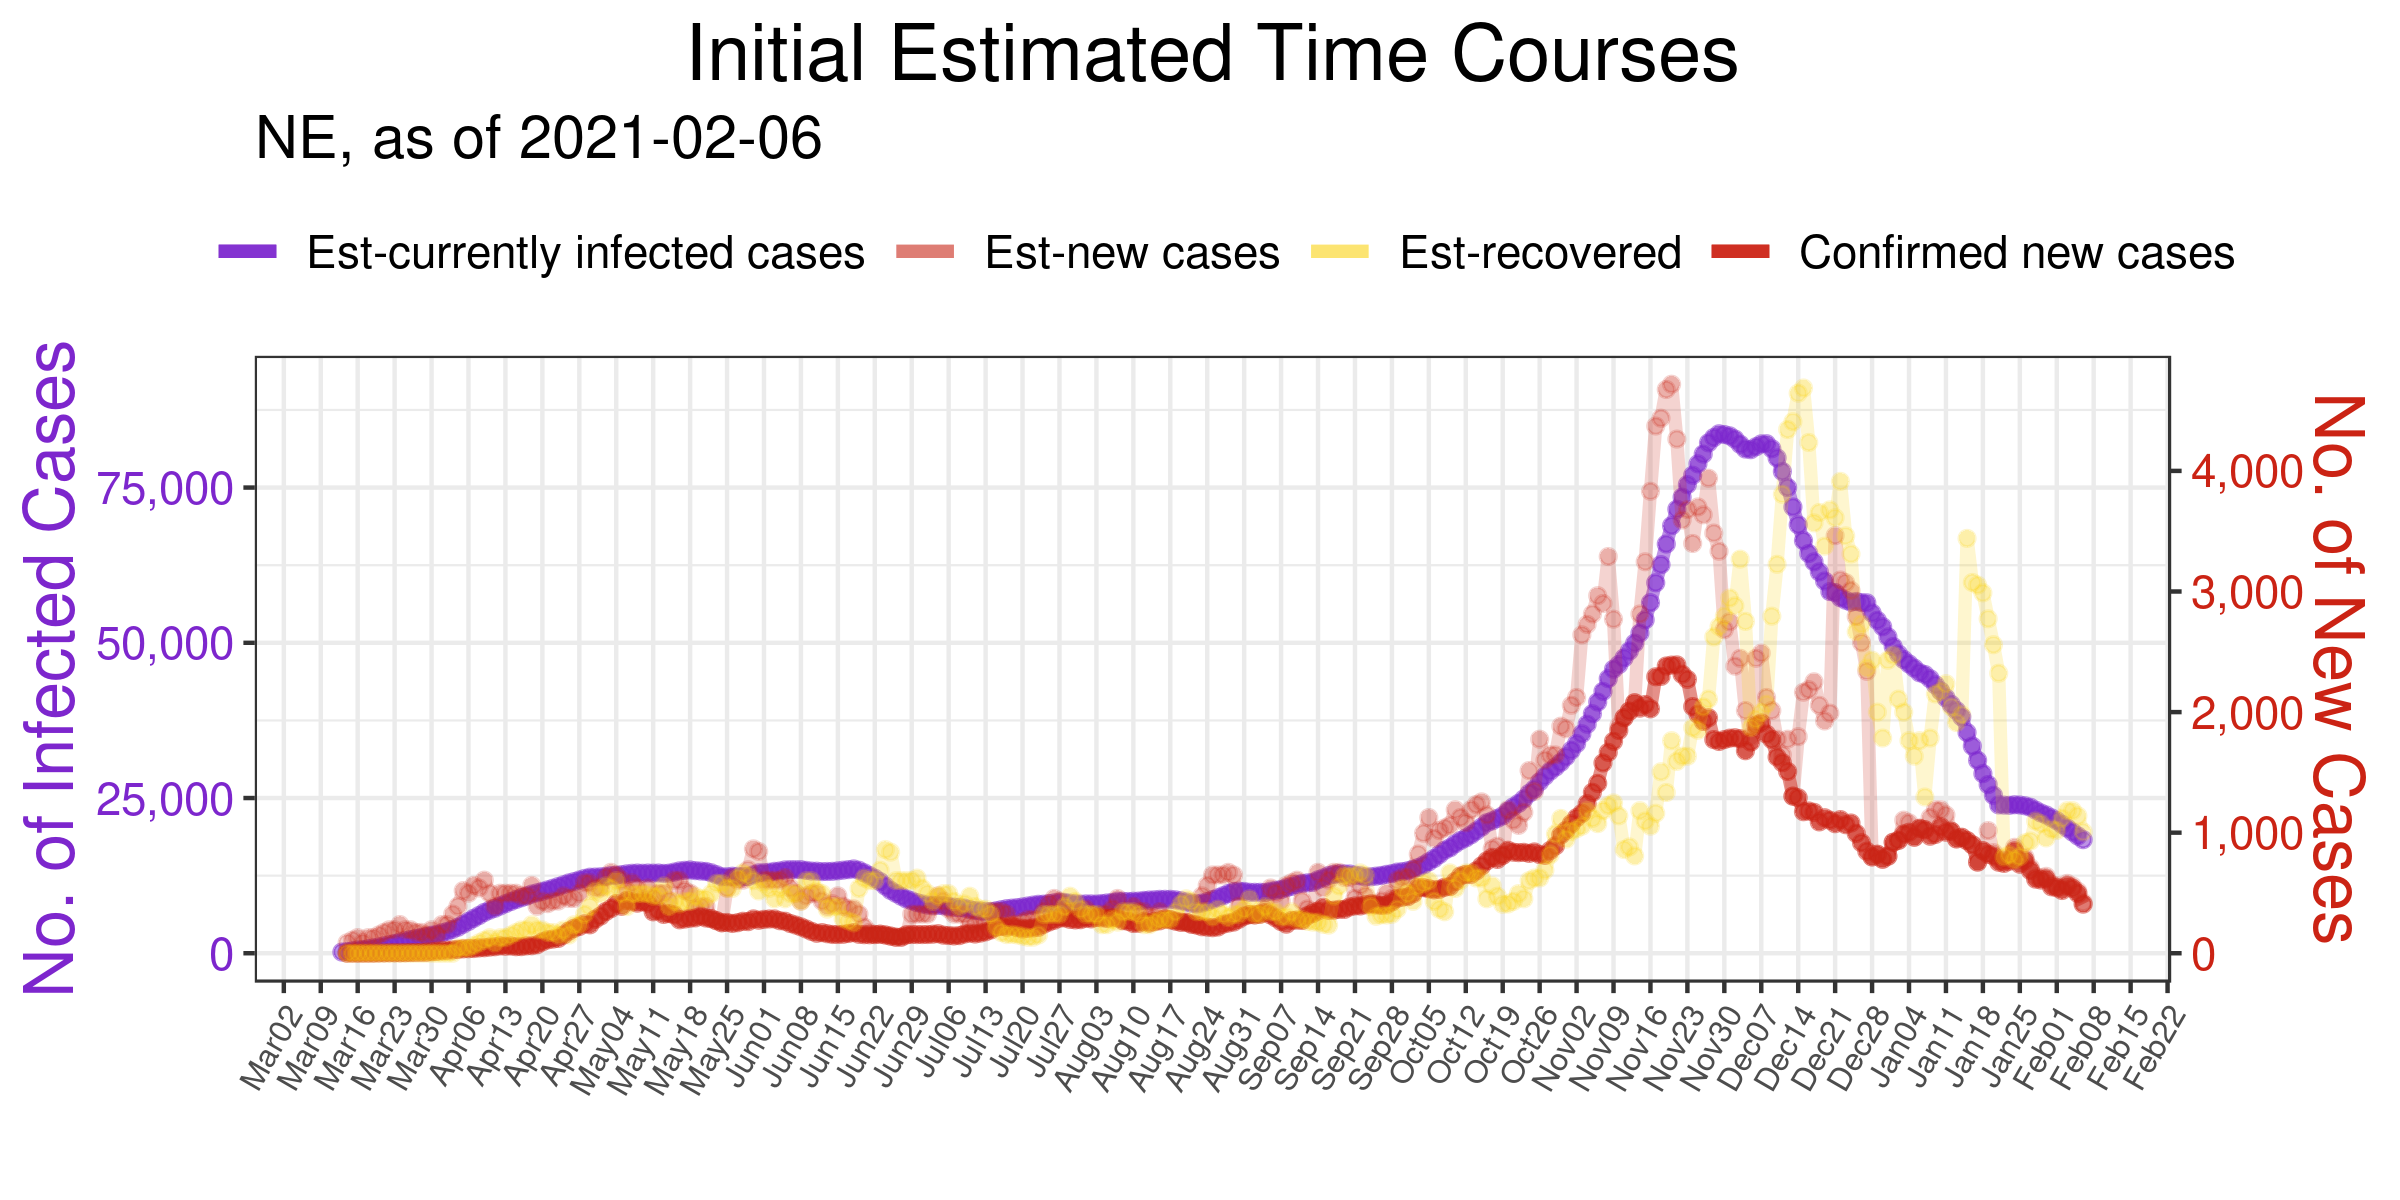 Initial Estimated Time Courses
NE, as of 2021-02-06
Est-currently infected cases Est-new cases Est-recovered Confirmed new cases
No. of Infected Cases
75,000
50,000
25,000
0
4,000
3,000
2,000
1,000
0
No. of New Cases
Mar02 Mar09 Mar16 Mar23 Mar30 Apr06 Apr13 Apr20 Apr27 May04 May11 May18 May25 Jun01 Jun08 Jun15 Jun22 Jun29 Jul06 Jul13 Jul20 Jul27 Aug03 Aug10 Aug17 Aug24 Aug31 Sep07 Sep14 Sep21 Sep28 Oct05 Oct12 Oct19 Oct26 Nov02 Nov09 Nov16 Nov23 Nov30 Dec07 Dec14 Dec21 Dec28 Jan04 Jan11 Jan18 Jan25 Feb01 Feb08 Feb15 Feb22